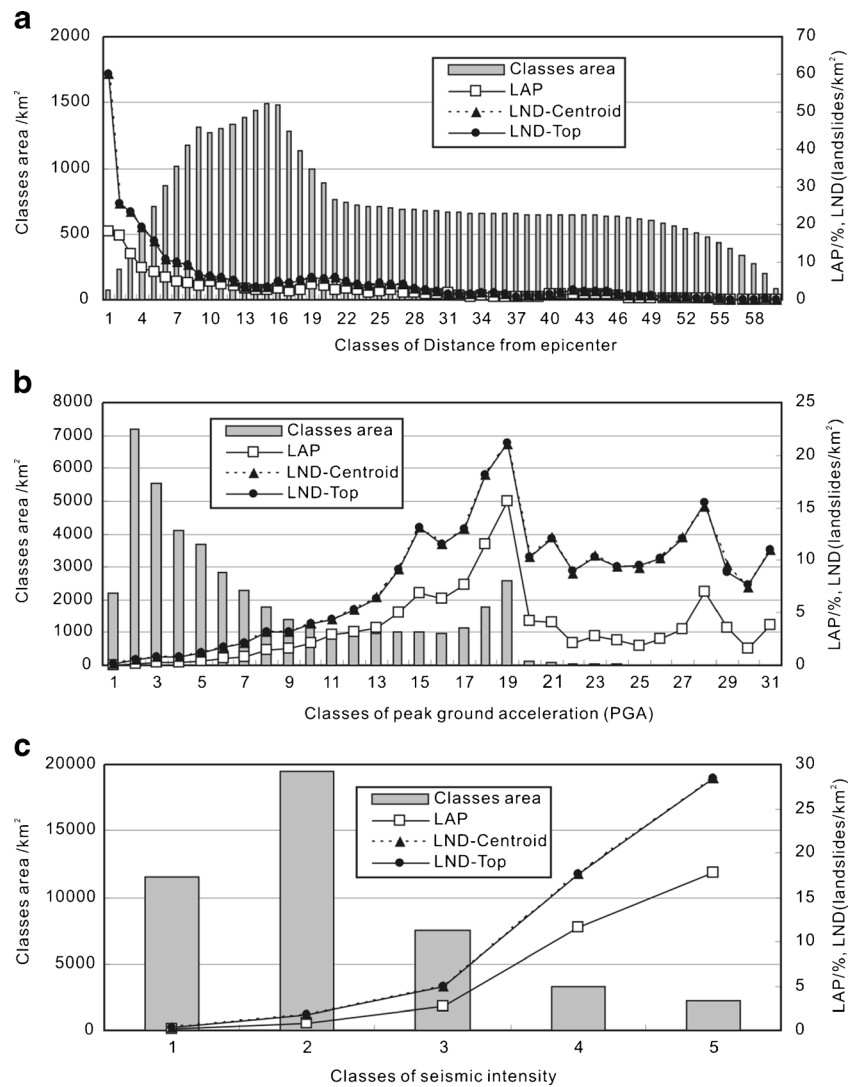 a
2000
1500
1000
500
0
Classes area /km²
70
60
50
40
30
20
10
0
LAP/%, LND(landslides/km²)
Classes area
LAP
LND-Centroid
LND-Top
1 4 7 10 13 16 19 22 25 28 31 34 37 40 43 46 49 52 55 58
Classes of Distance from epicenter
b
8000
7000
6000
5000
4000
3000
2000
1000
0
Classes area /km²
25
20
15
10
5
0
LAP/%, LND(landslides/km²)
Classes area
LAP
LND-Centroid
LND-Top
1 3 5 7 9 11 13 15 17 19 21 23 25 27 29 31
Classes of peak ground acceleration (PGA)
c
20000
15000
10000
5000
0
Classes area /km²
30
25
20
15
10
5
0
LAP/%, LND(landslides/km²)
Classes area
LAP
LND-Centroid
LND-Top
1 2 3 4 5
Classes of seismic intensity